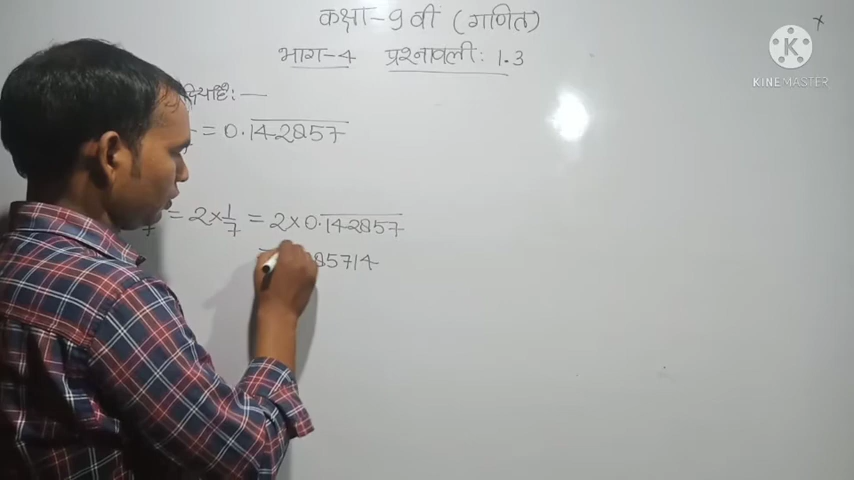 कक्षा-9 वीं (गणित)
भाग-4 प्रश्नावली: 1.3
KINEMASTER
= 0.142857
= 2×1/7 = 2×0.142857
85714